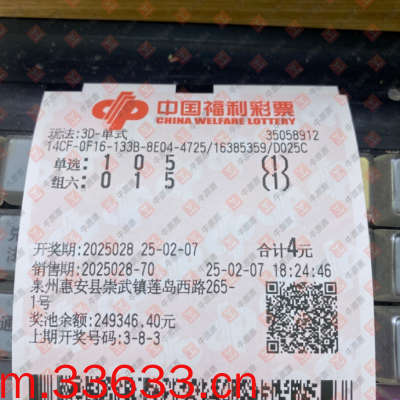 中国福利彩票
CHINA WELFARE LOTTERY
玩法:3D-单式 35058912
14CF-0F16-133B-8E04-4725/16385359/D025C
单选: 1 0 5 (1)
组六: 0 1 5 (1)
开奖期:2025028 25-02-07 合计4元
销售期:2025028-70 25-02-07 18:24:46
泉州惠安县崇武镇莲岛西路265-
1号
奖池余额:249346.40元
上期开奖号码:3-8-3
m.33633.cn